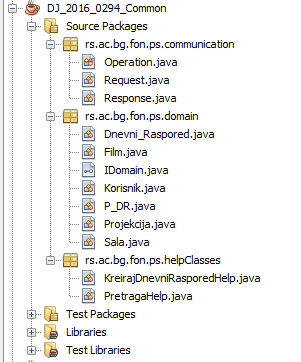 DJ_2016_0294_Common
Source Packages
rs.ac.bg.fon.ps.communication
Operation.java
Request.java
Response.java
rs.ac.bg.fon.ps.domain
Dnevni_Raspored.java
Film.java
IDomain.java
Korisnik.java
P_DR.java
Projekcija.java
Sala.java
rs.ac.bg.fon.ps.helpClasses
KreirajDnevniRasporedHelp.java
PretragaHelp.java
Test Packages
Libraries
Test Libraries